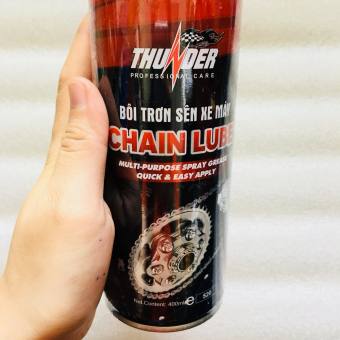 THUNDER
PROFESSIONAL CARE
BÔI TRƠN SÊN XE MÁY
CHAIN LUBE
MULTI-PURPOSE SPRAY GREASE
QUICK & EASY APPLY
Net Content: 400ml e